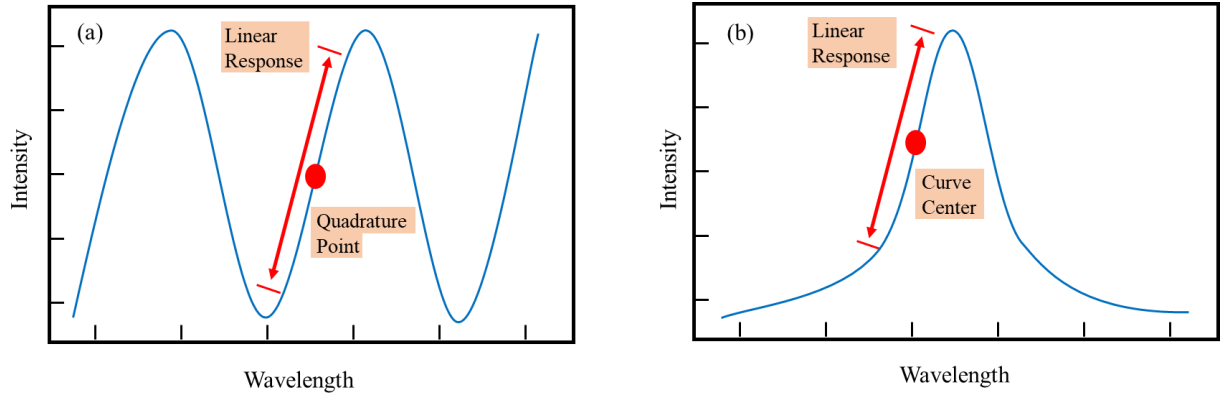 (a)
Linear
Response
Quadrature
Point
Intensity
Wavelength
(b)
Linear
Response
Curve
Center
Intensity
Wavelength